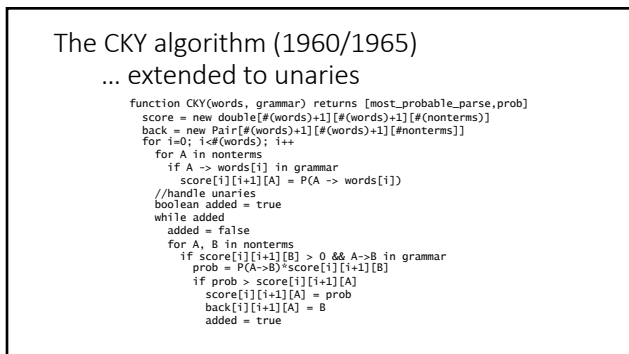 The CKY algorithm (1960/1965)
… extended to unaries
function CKY(words, grammar) returns [most_probable_parse,prob]
score = new double[#(words)+1][#(words)+1][#(nonterms)]
back = new Pair[#(words)+1][#(words)+1][#nonterms]]
for i=0; i<#(words); i++
for A in nonterms
if A -> words[i] in grammar
score[i][i+1][A] = P(A -> words[i])
//handle unaries
boolean added = true
while added
added = false
for A, B in nonterms
if score[i][i+1][B] > 0 && A->B in grammar
prob = P(A->B)*score[i][i+1][B]
if prob > score[i][i+1][A]
score[i][i+1][A] = prob
back[i][i+1][A] = B
added = true